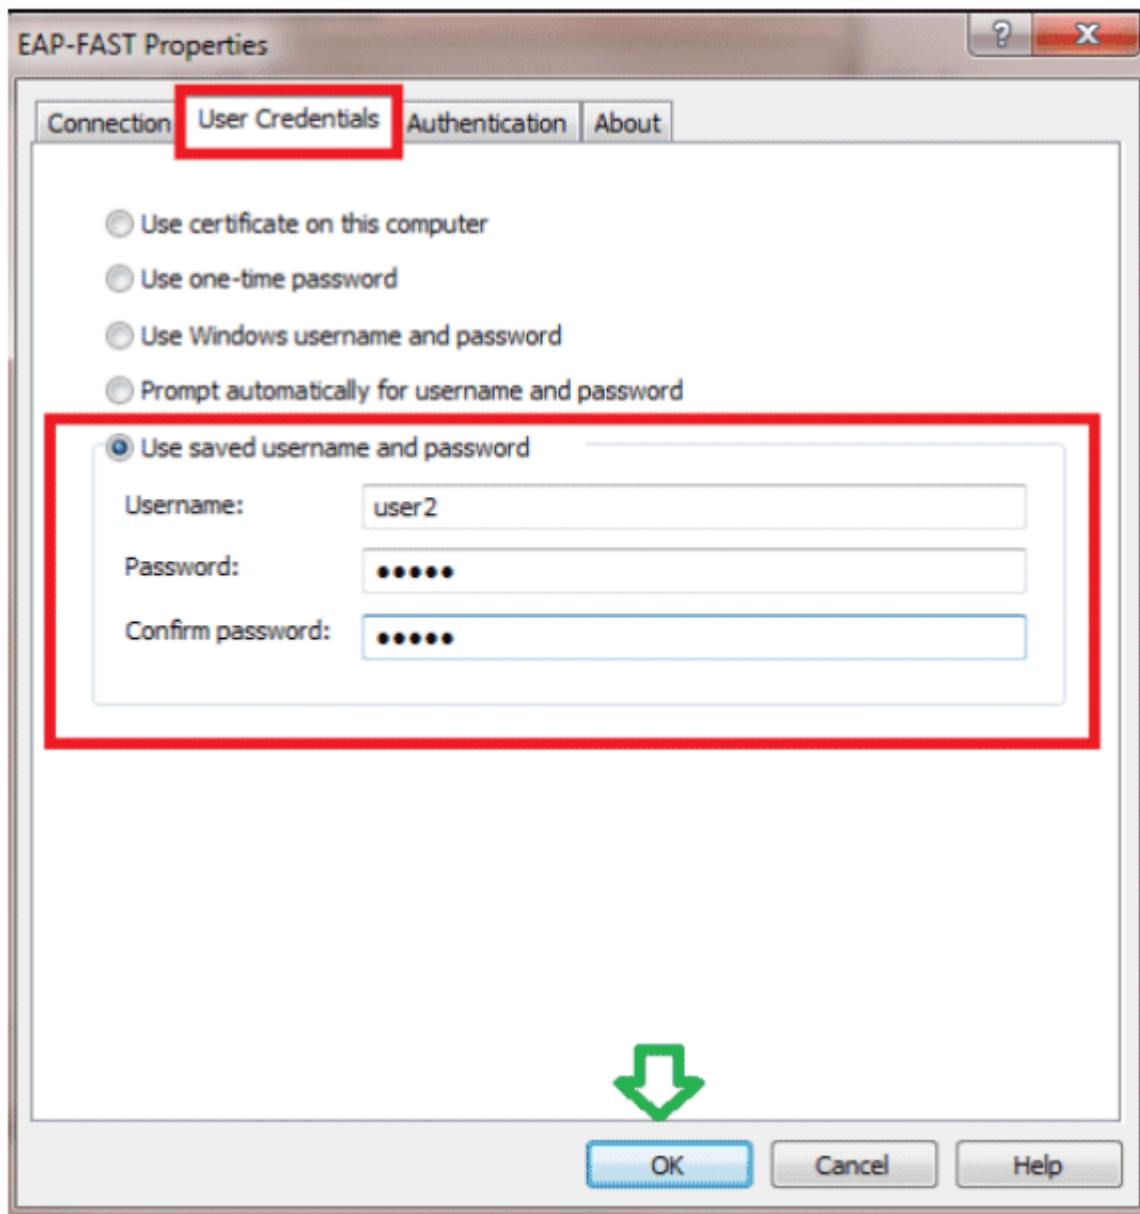 EAP-FAST Properties
Connection User Credentials Authentication About
Use certificate on this computer
Use one-time password
Use Windows username and password
Prompt automatically for username and password
Use saved username and password
Username: user2
Password: •••••
Confirm password: •••••
OK Cancel Help